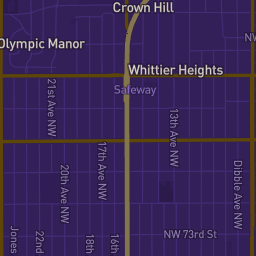 Crown Hill
NW
Olympic Manor
Whittier Heights
Safeway
21st Ave NW
13th Ave NW
17th Ave NW
20th Ave NW
Dibble Ave NW
NW 73rd St
Jones
22nd
18th
16th